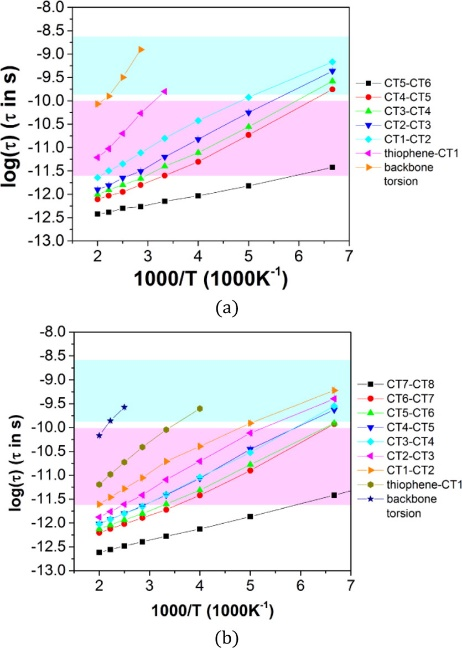 -8.0
-8.5
-9.0
-9.5
-10.0
-10.5
-11.0
-11.5
-12.0
-12.5
-13.0
log(τ) (τ in s)
1 2 3 4 5 6 7
1000/T (1000K⁻¹)
CT5-CT6
CT4-CT5
CT3-CT4
CT2-CT3
CT1-CT2
thiophene-CT1
backbone
torsion
(a)
-8.0
-8.5
-9.0
-9.5
-10.0
-10.5
-11.0
-11.5
-12.0
-12.5
-13.0
log(τ) (τ in s)
1 2 3 4 5 6 7
1000/T (1000K⁻¹)
CT7-CT8
CT6-CT7
CT5-CT6
CT4-CT5
CT3-CT4
CT2-CT3
CT1-CT2
thiophene-CT1
backbone
torsion
(b)